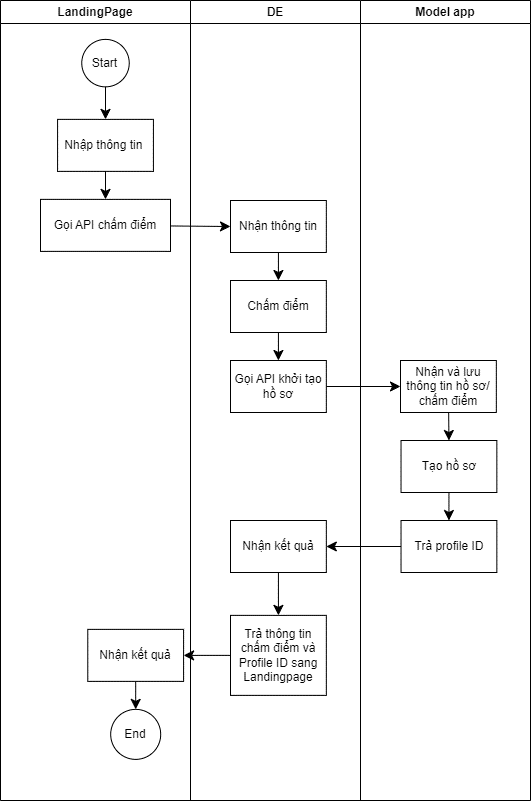 LandingPage
DE
Model app
Start
Nhập thông tin
Gọi API chấm điểm
Nhận thông tin
Chấm điểm
Gọi API khởi tạo
hồ sơ
Nhận và lưu
thông tin hồ sơ/
chấm điểm
Tạo hồ sơ
Trả profile ID
Nhận kết quả
Trả thông tin
chấm điểm và
Profile ID sang
Landingpage
Nhận kết quả
End